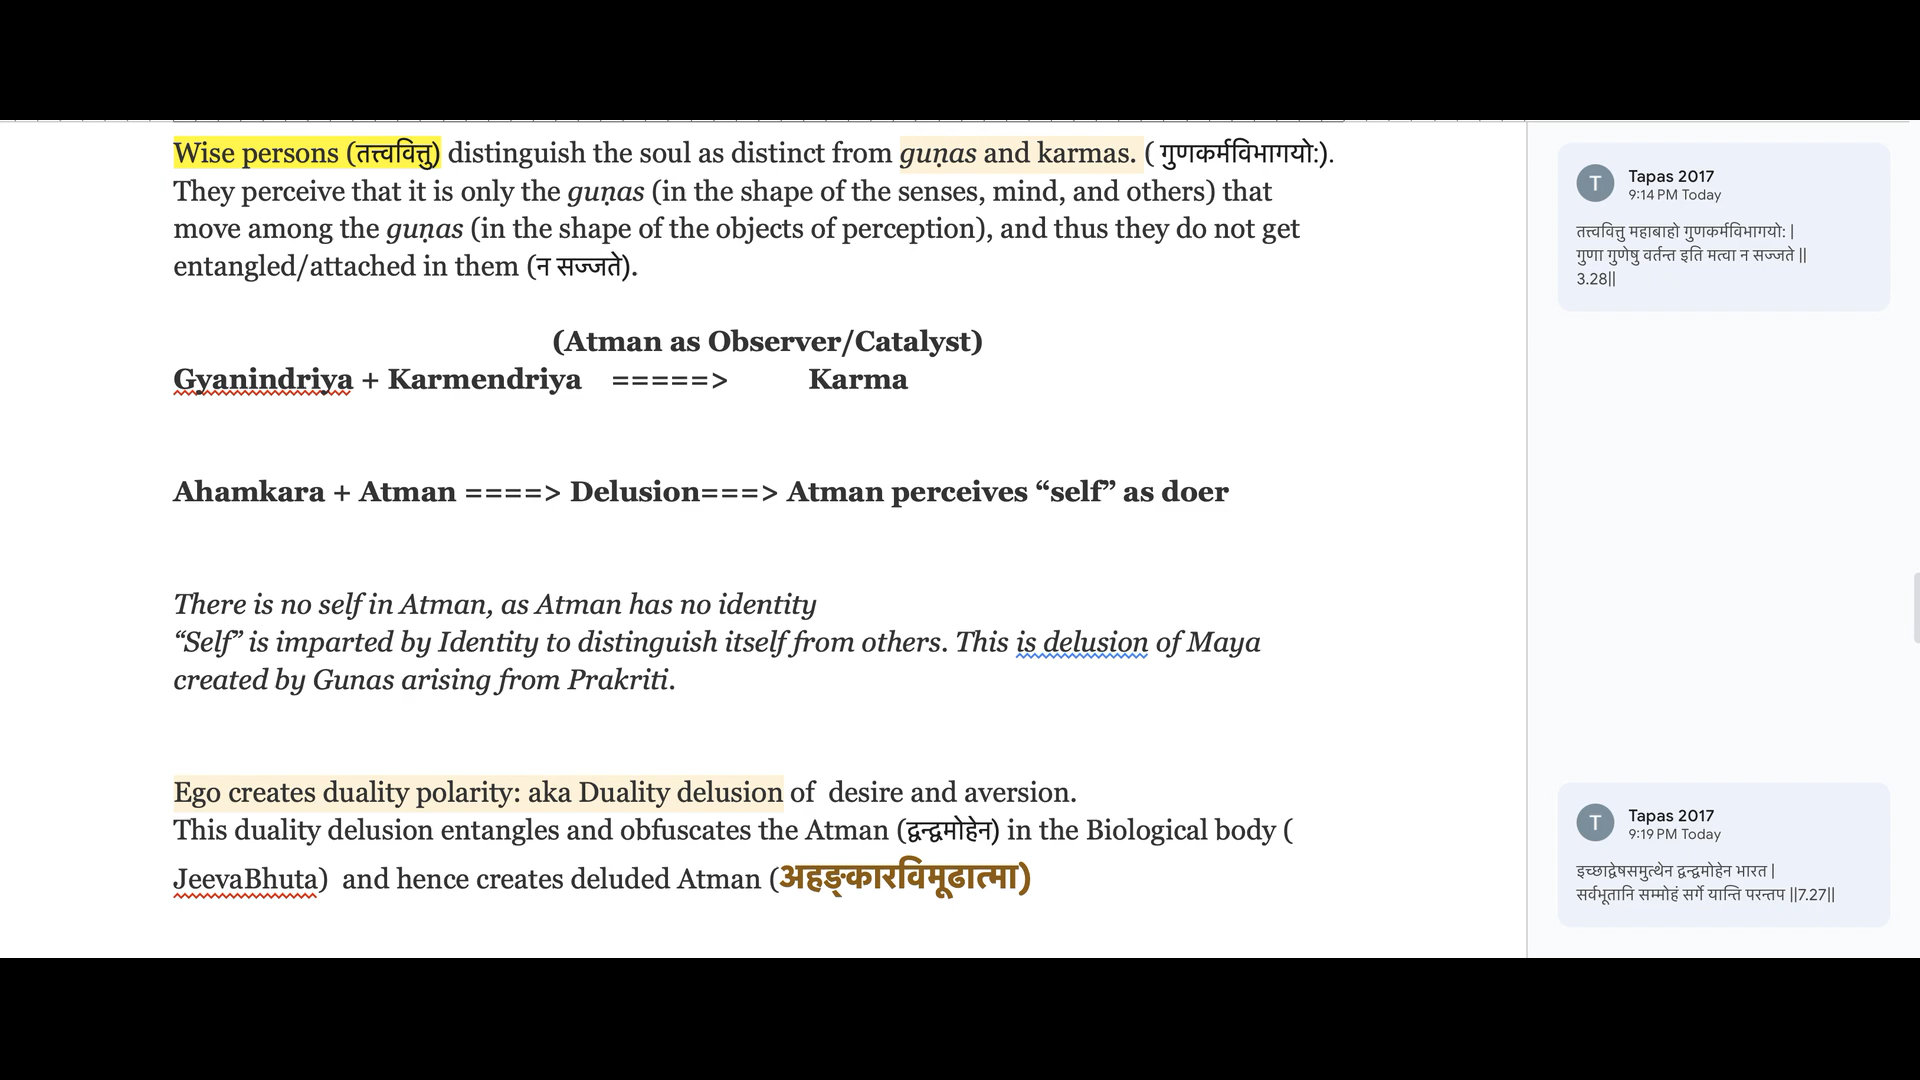 Wise persons (तत्त्ववित्तु) distinguish the soul as distinct from guṇas and karmas. ( गुणकर्मविभागयो:).
They perceive that it is only the guṇas (in the shape of the senses, mind, and others) that
move among the guṇas (in the shape of the objects of perception), and thus they do not get
entangled/attached in them (न सज्जते).
(Atman as Observer/Catalyst)
Gyanindriya + Karmendriya =====> Karma
Ahamkara + Atman ====> Delusion===> Atman perceives “self” as doer
There is no self in Atman, as Atman has no identity
“Self” is imparted by Identity to distinguish itself from others. This is delusion of Maya
created by Gunas arising from Prakriti.
Ego creates duality polarity: aka Duality delusion of desire and aversion.
This duality delusion entangles and obfuscates the Atman (द्वन्द्वमोहेन) in the Biological body (
JeevaBhuta) and hence creates deluded Atman (अहङ्कारविमूढात्मा)
T
Tapas 2017
9:14 PM Today
तत्त्ववित्तु महाबाहो गुणकर्मविभागयो: |
गुणा गुणेषु वर्तन्त इति मत्वा न सज्जते ||
3.28||
T
Tapas 2017
9:19 PM Today
इच्छाद्वेषसमुत्थेन द्वन्द्वमोहेन भारत |
सर्वभूतानि सम्मोहं सर्गे यान्ति परन्तप ||7.27||